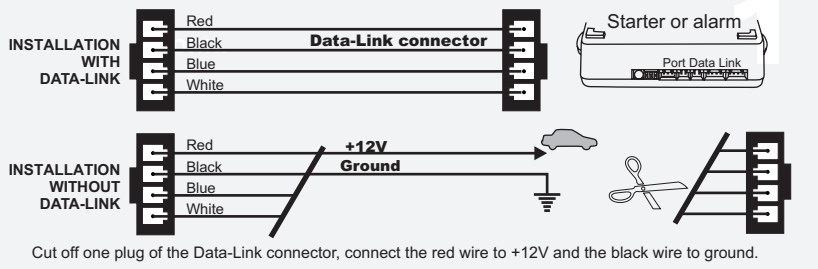 INSTALLATION
WITH
DATA-LINK
Red
Black
Blue
White
Data-Link connector
Starter or alarm
Port Data Link
1
INSTALLATION
WITHOUT
DATA-LINK
Red
Black
Blue
White
+12V
Ground
Cut off one plug of the Data-Link connector, connect the red wire to +12V and the black wire to ground.